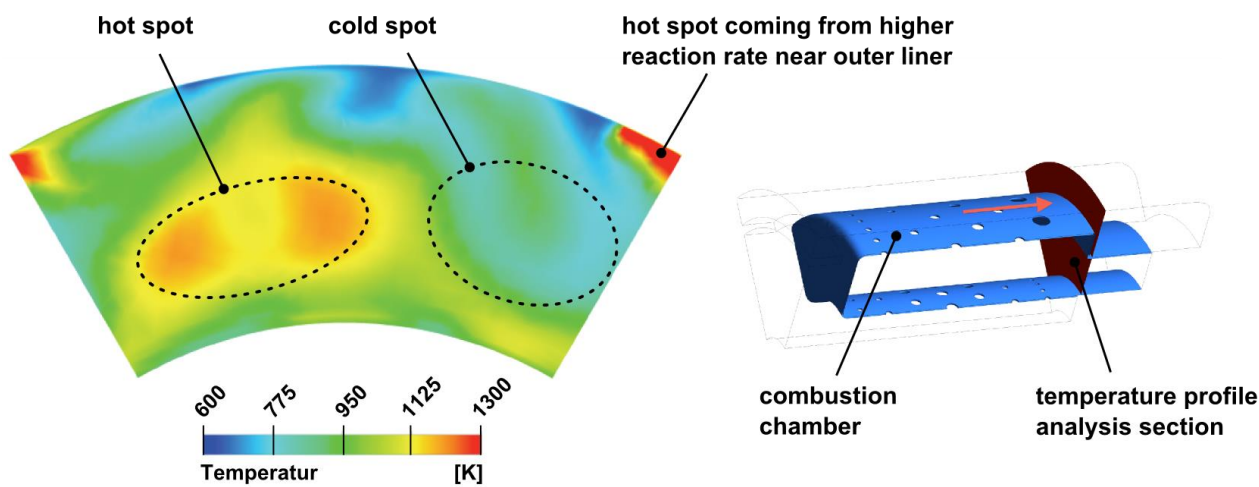 hot spot
cold spot
hot spot coming from higher
reaction rate near outer liner
600
775
950
1125
1300
Temperatur
[K]
combustion
chamber
temperature profile
analysis section